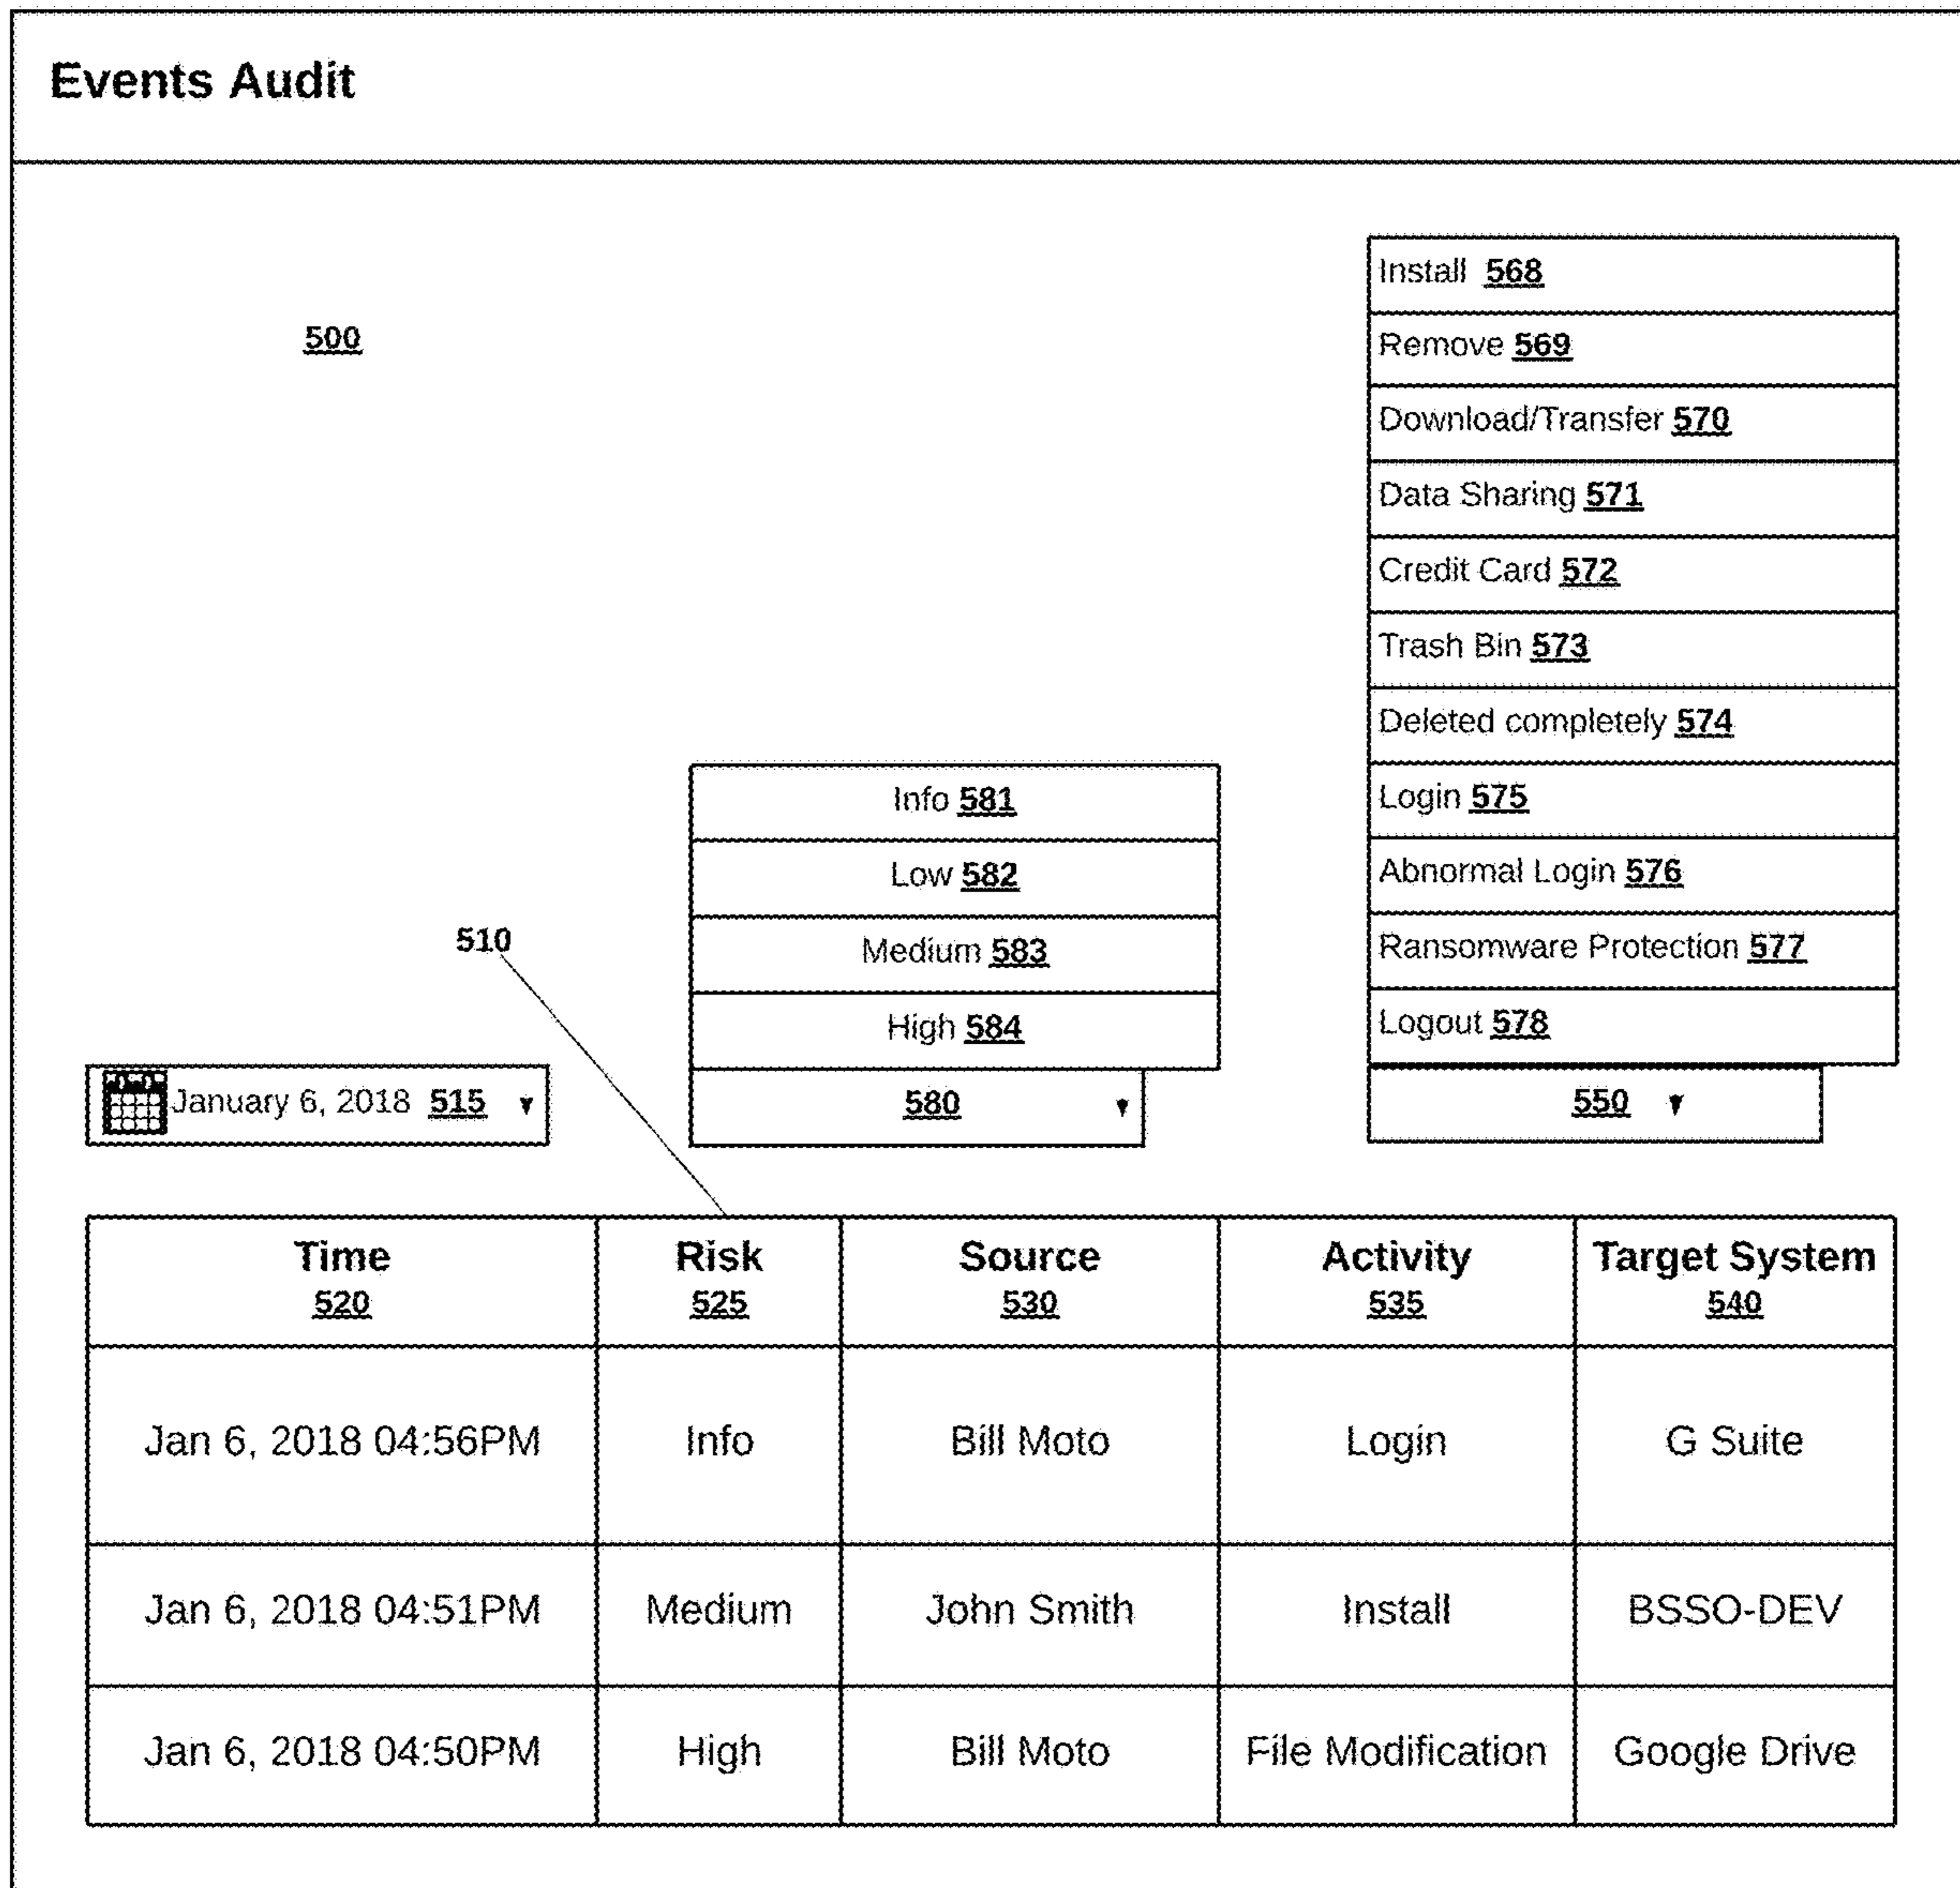 Events Audit
500
Install 568
Remove 569
Download/Transfer 570
Data Sharing 571
Credit Card 572
Trash Bin 573
Deleted completely 574
Login 575
Abnormal Login 576
Ransomware Protection 577
Logout 578
550
Info 581
Low 582
Medium 583
High 584
580
510
January 6, 2018 515
Time Risk Source Activity Target System
520 525 530 535 540
Jan 6, 2018 04:56PM Info Bill Moto Login G Suite
Jan 6, 2018 04:51PM Medium John Smith Install BSSO-DEV
Jan 6, 2018 04:50PM High Bill Moto File Modification Google Drive